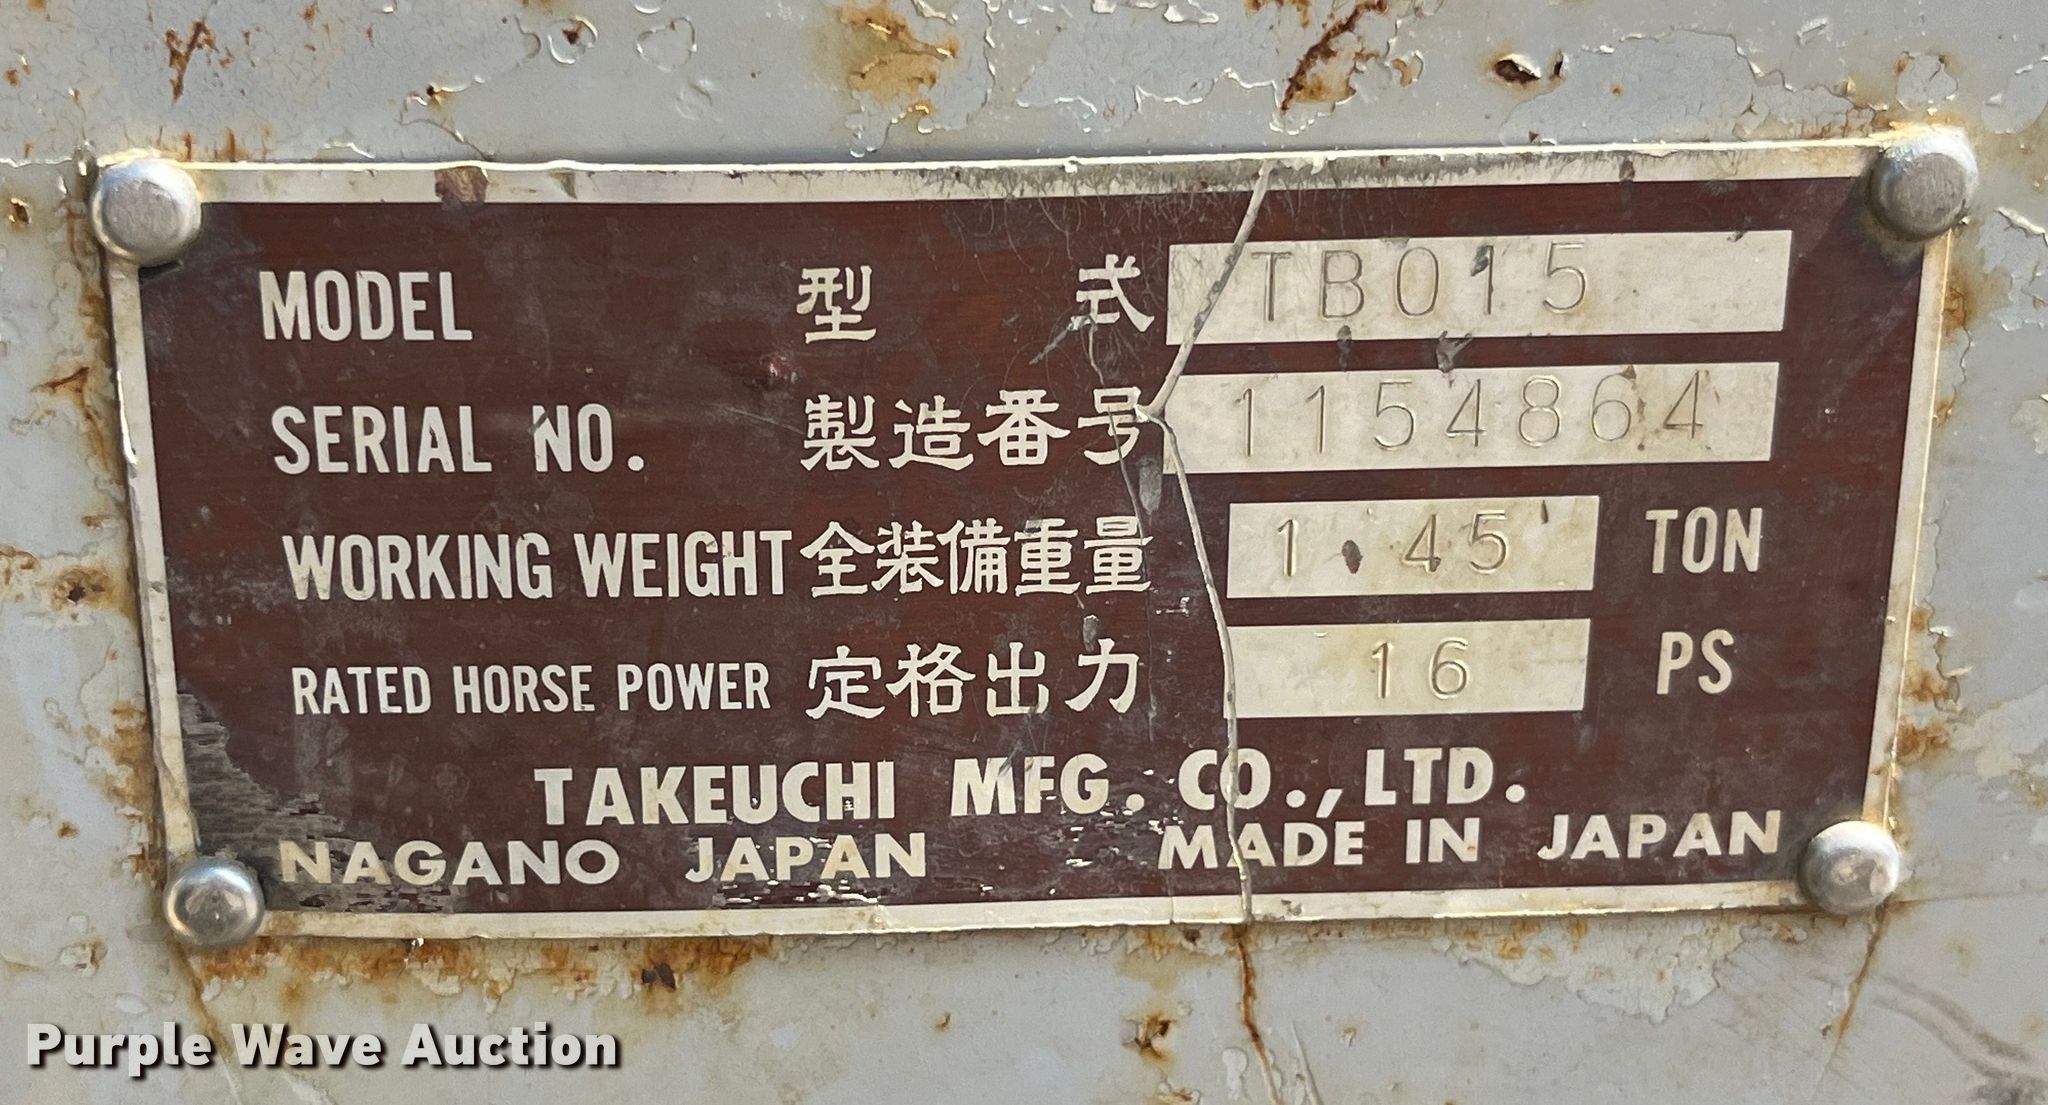 MODEL 型 式 TB015
SERIAL NO. 製造番号 1154864
WORKING WEIGHT 全装備重量 1.45 TON
RATED HORSE POWER 定格出力 16 PS
TAKEUCHI MFG. CO., LTD.
NAGANO JAPAN MADE IN JAPAN
Purple Wave Auction